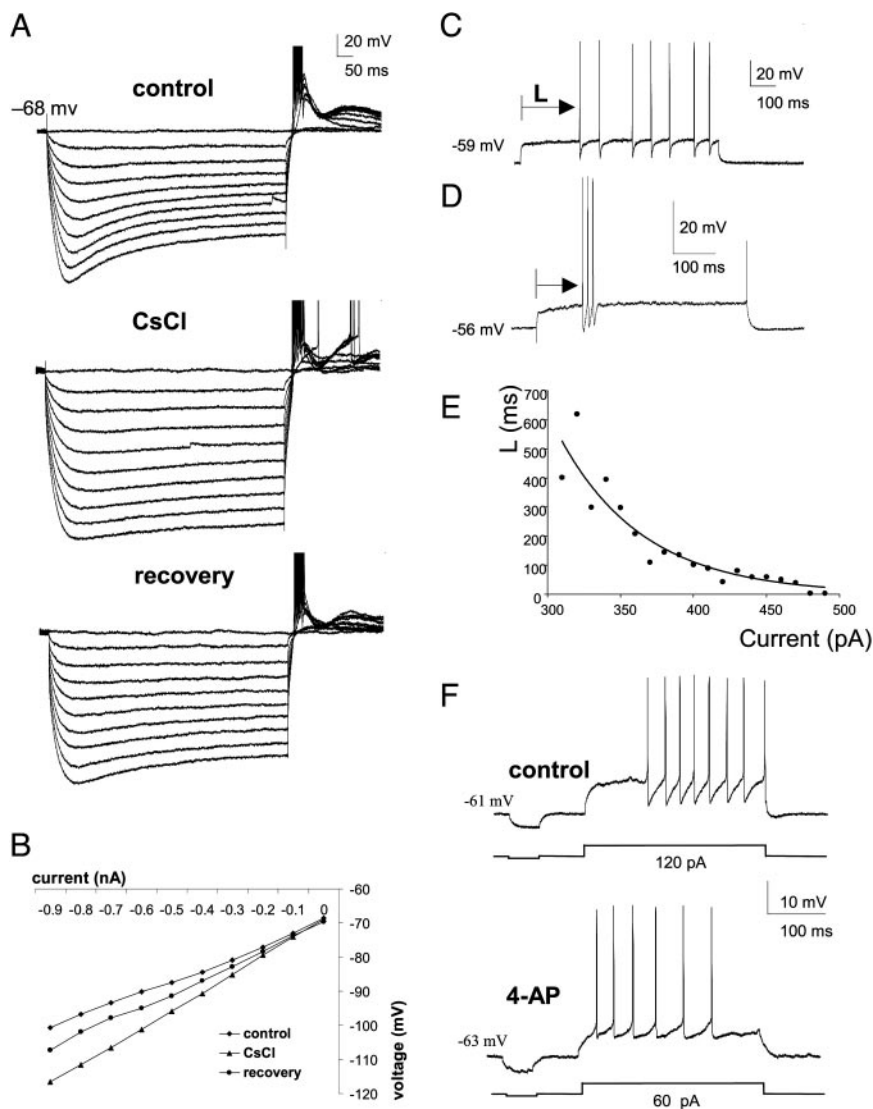 A
20 mV
50 ms
control
–68 mv
CsCl
recovery
B
current (nA)
-0.9 -0.8 -0.7 -0.6 -0.5 -0.4 -0.3 -0.2 -0.1 0
-60
-70
-80
-90
-100
-110
-120
voltage (mV)
control
CsCl
recovery
C
L
20 mV
100 ms
-59 mV
D
20 mV
100 ms
-56 mV
E
L (ms)
700
600
500
400
300
200
100
0
300 350 400 450 500
Current (pA)
F
control
-61 mV
120 pA
10 mV
100 ms
4-AP
-63 mV
60 pA